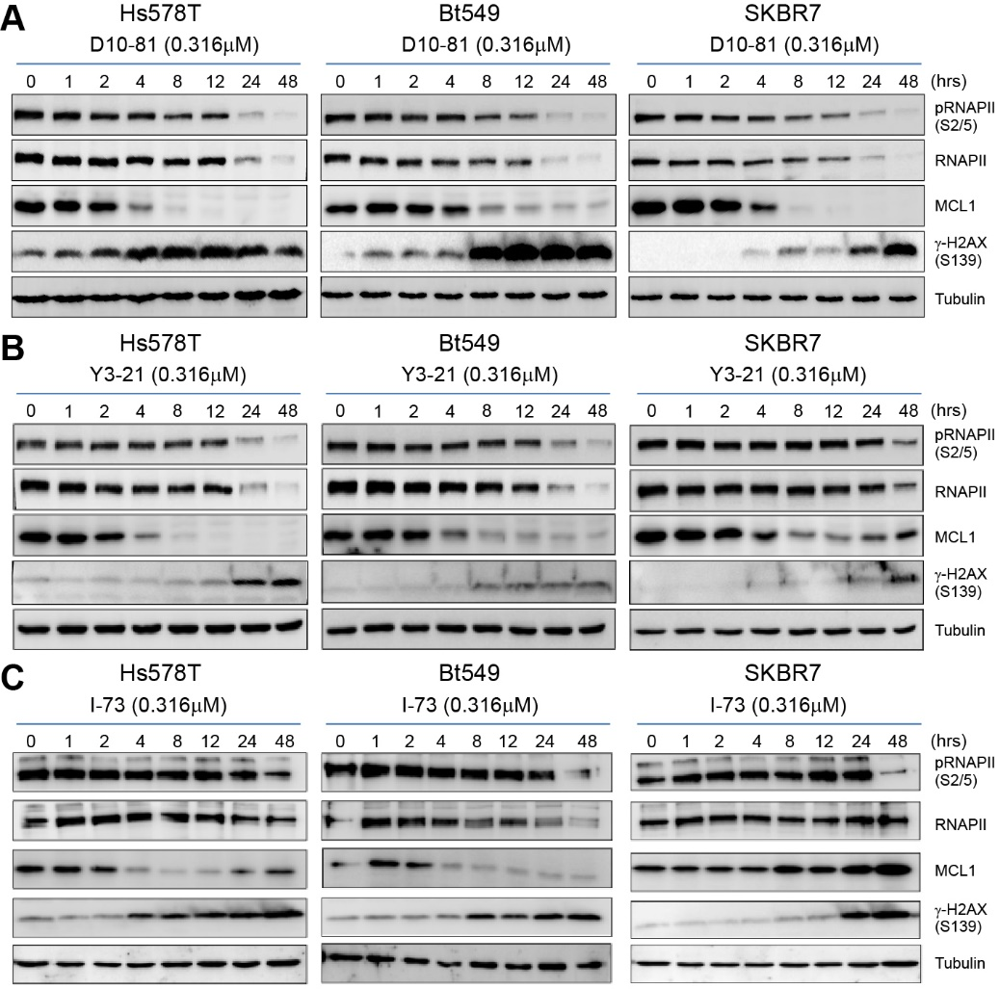 A
Hs578T Bt549 SKBR7
D10-81 (0.316µM) D10-81 (0.316µM) D10-81 (0.316µM)
0 1 2 4 8 12 24 48 0 1 2 4 8 12 24 48 0 1 2 4 8 12 24 48 (hrs)
pRNAPII
(S2/5)
RNAPII
MCL1
γ-H2AX
(S139)
Tubulin
B
Hs578T Bt549 SKBR7
Y3-21 (0.316µM) Y3-21 (0.316µM) Y3-21 (0.316µM)
0 1 2 4 8 12 24 48 0 1 2 4 8 12 24 48 0 1 2 4 8 12 24 48 (hrs)
pRNAPII
(S2/5)
RNAPII
MCL1
γ-H2AX
(S139)
Tubulin
C
Hs578T Bt549 SKBR7
I-73 (0.316µM) I-73 (0.316µM) I-73 (0.316µM)
0 1 2 4 8 12 24 48 0 1 2 4 8 12 24 48 0 1 2 4 8 12 24 48 (hrs)
pRNAPII
(S2/5)
RNAPII
MCL1
γ-H2AX
(S139)
Tubulin